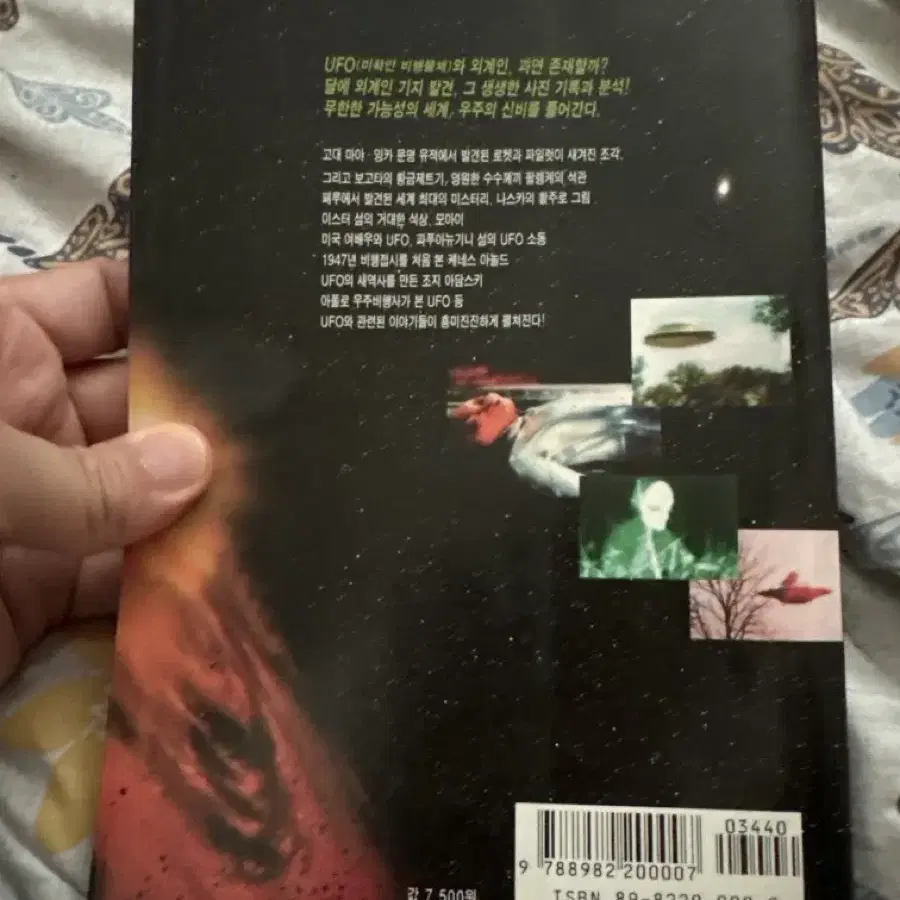 UFO(미확인 비행물체)와 외계인, 과연 존재할까?
달에 외계인 기지 발견, 그 생생한 사진 기록과 분석!
무한한 가능성의 세계, 우주의 신비를 틀어간다.
고대 마야·잉카 문명 유적에서 발견된 로켓과 파일럿이 새겨진 조각.
그리고 보고타의 황금제트기, 영원한 수수께끼 팔렝케의 석관
페루에서 발견된 세계 최대의 미스터리, 나스카의 활주로 그림
이스터 섬의 거대한 석상, 모아이
미국 여배우와 UFO, 파푸아뉴기니 섬의 UFO 소동
1947년 비행접시를 처음 본 케네스 아놀드
UFO의 새역사를 만든 조지 아담스키
아폴로 우주비행사가 본 UFO 등
UFO와 관련된 이야기들이 흥미진진하게 펼쳐진다!
03440
9 788982 200007
값 7,500원
ISBN 89-8220